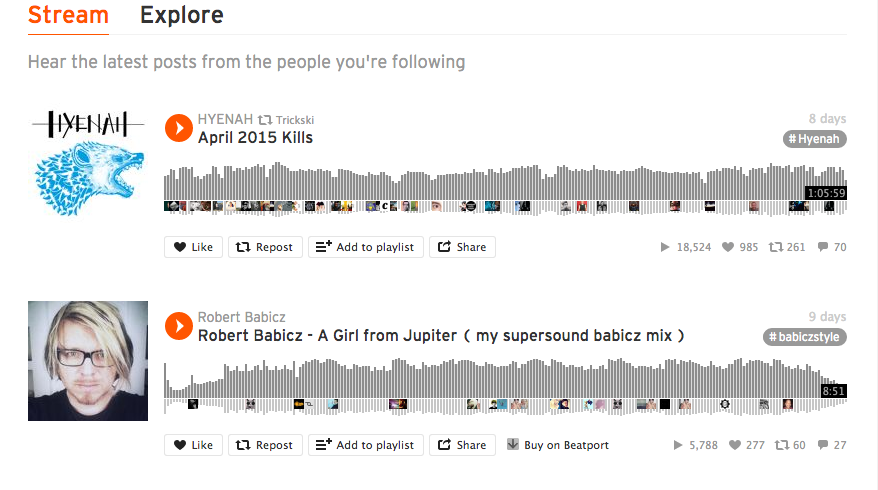 Stream Explore
Hear the latest posts from the people you're following
HYENAH
HYENAH Trickski 8 days
April 2015 Kills # Hyenah
1:05:59
Like Repost Add to playlist Share 18,524 985 261 70
Robert Babicz 9 days
Robert Babicz - A Girl from Jupiter ( my supersound babicz mix ) # babiczstyle
8:51
Like Repost Add to playlist Share Buy on Beatport 5,788 277 60 27